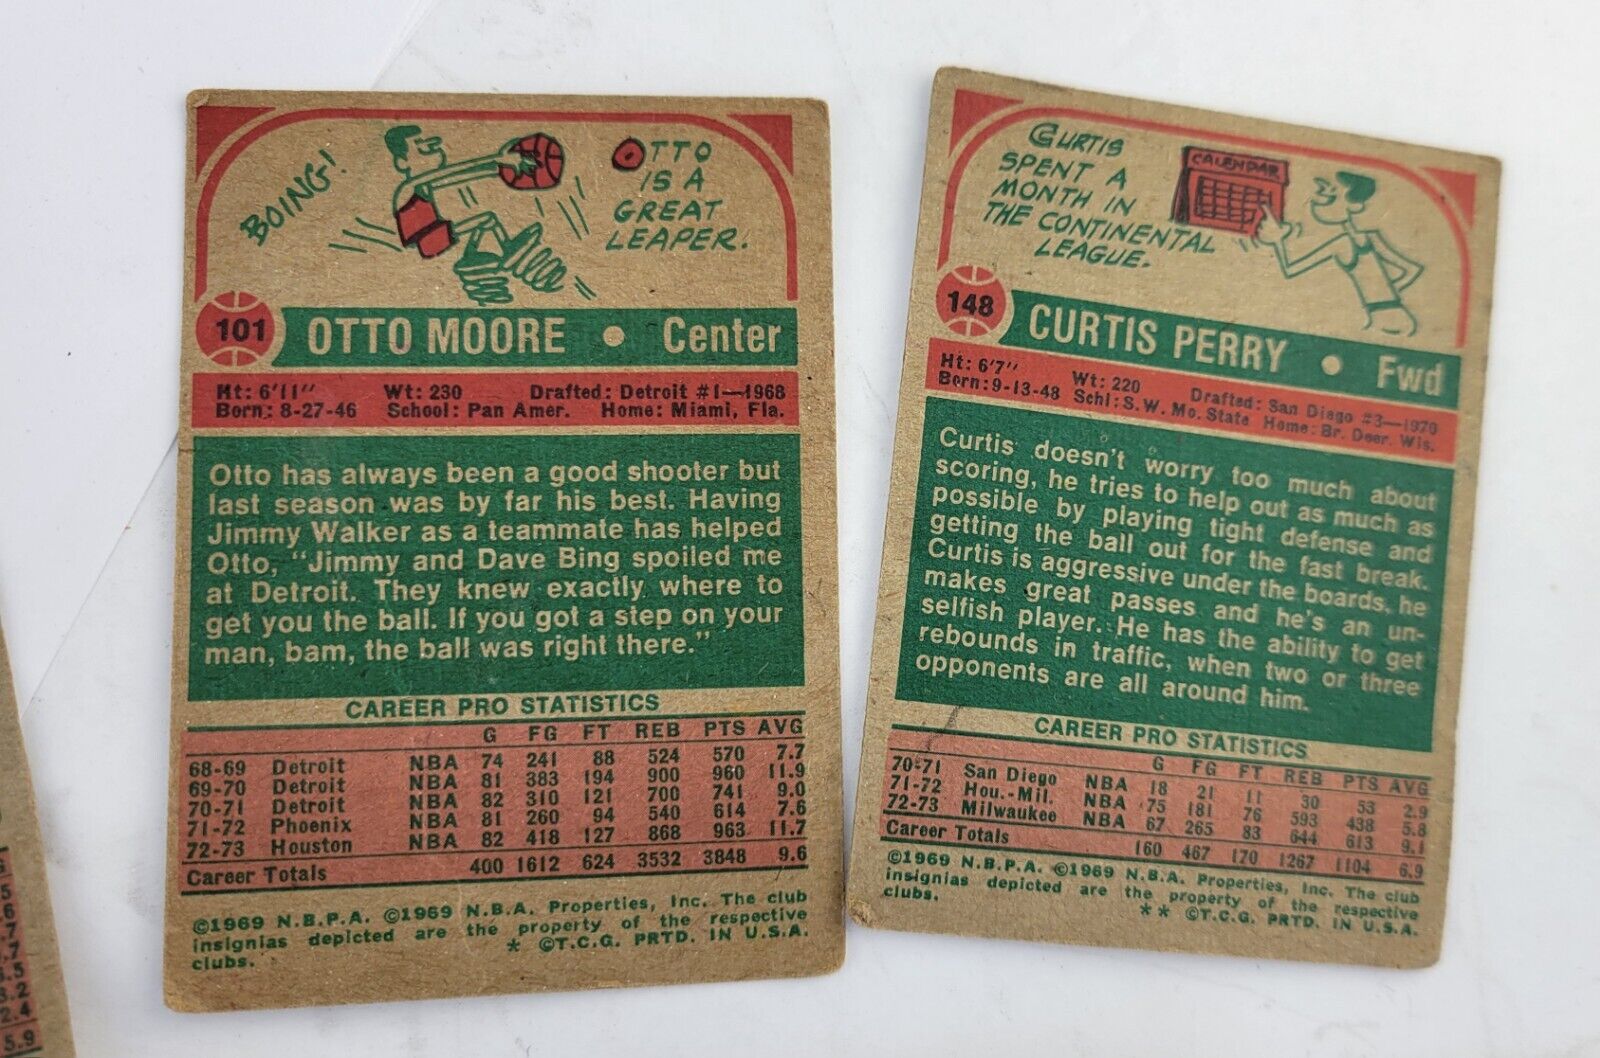 BOING!
OTTO
IS A
GREAT
LEAPER.
101 OTTO MOORE • Center
Ht: 6'11" Wt: 230 Drafted: Detroit #1—1968
Born: 8-27-46 School: Pan Amer. Home: Miami, Fla.
Otto has always been a good shooter but
last season was by far his best. Having
Jimmy Walker as a teammate has helped
Otto, "Jimmy and Dave Bing spoiled me
at Detroit. They knew exactly where to
get you the ball. If you got a step on your
man, bam, the ball was right there."
CAREER PRO STATISTICS
G FG FT REB PTS AVG
68-69 Detroit NBA 74 241 88 524 570 7.7
69-70 Detroit NBA 81 383 194 900 960 11.9
70-71 Detroit NBA 82 310 121 700 741 9.0
71-72 Phoenix NBA 81 260 94 540 614 7.6
72-73 Houston NBA 82 418 127 868 963 11.7
Career Totals 400 1612 624 3532 3848 9.6
©1969 N.B.P.A. ©1969 N.B.A. Properties, Inc. The club
insignias depicted are the property of the respective
clubs. * ©T.C.G. PRTD. IN U.S.A.
CURTIS
SPENT A
MONTH IN
THE CONTINENTAL
LEAGUE.
CALENDAR
148 CURTIS PERRY • Fwd
Ht: 6'7" Wt: 220 Drafted: San Diego #3—1970
Born: 9-13-48 Schl: S.W. Mo. State Home: Br. Deer, Wis.
Curtis doesn't worry too much about
scoring, he tries to help out as much as
possible by playing tight defense and
getting the ball out for the fast break.
Curtis is aggressive under the boards, he
makes great passes and he's an un-
selfish player. He has the ability to get
rebounds in traffic, when two or three
opponents are all around him.
CAREER PRO STATISTICS
G FG FT REB PTS AVG
70-71 San Diego NBA 18 21 11 30 53 2.9
71-72 Hou.-Mil. NBA 75 181 76 593 438 5.8
72-73 Milwaukee NBA 67 265 83 644 613 9.1
Career Totals 160 467 170 1267 1104 6.9
©1969 N.B.P.A. ©1969 N.B.A. Properties, Inc. The club
insignias depicted are the property of the respective
clubs. ** ©T.C.G. PRTD. IN U.S.A.
5.9